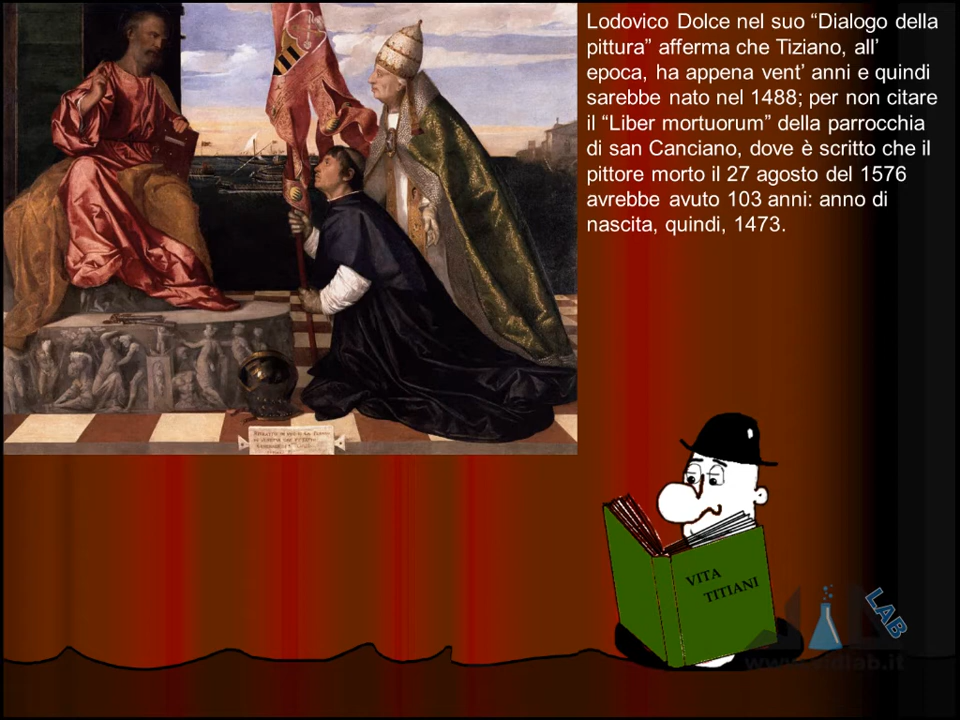 Lodovico Dolce nel suo “Dialogo della
pittura” afferma che Tiziano, all’
epoca, ha appena vent’ anni e quindi
sarebbe nato nel 1488; per non citare
il “Liber mortuorum” della parrocchia
di san Canciano, dove è scritto che il
pittore morto il 27 agosto del 1576
avrebbe avuto 103 anni: anno di
nascita, quindi, 1473.
VITA
TITIANI
LAB